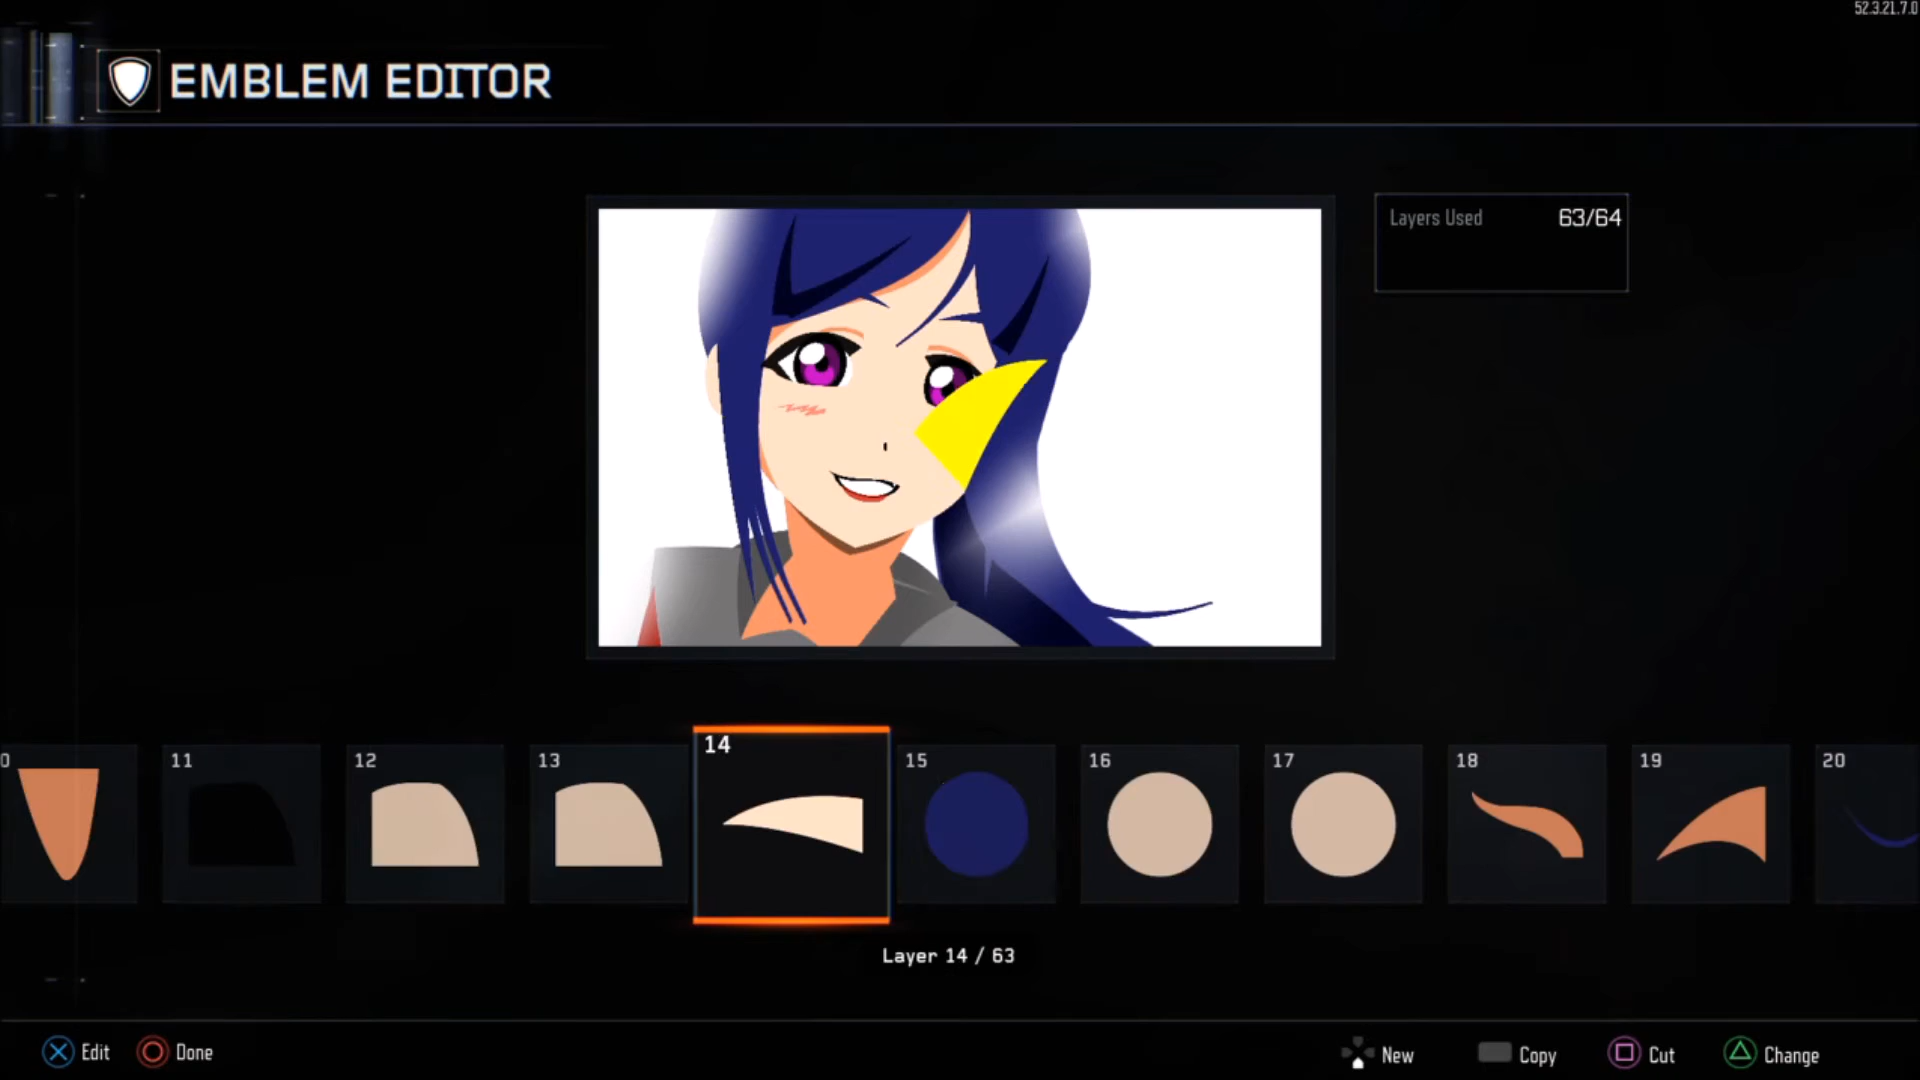 52.3.21.7.0
EMBLEM EDITOR
Layers Used 63/64
0 11 12 13 14 15 16 17 18 19 20
Layer 14 / 63
Edit Done New Copy Cut Change